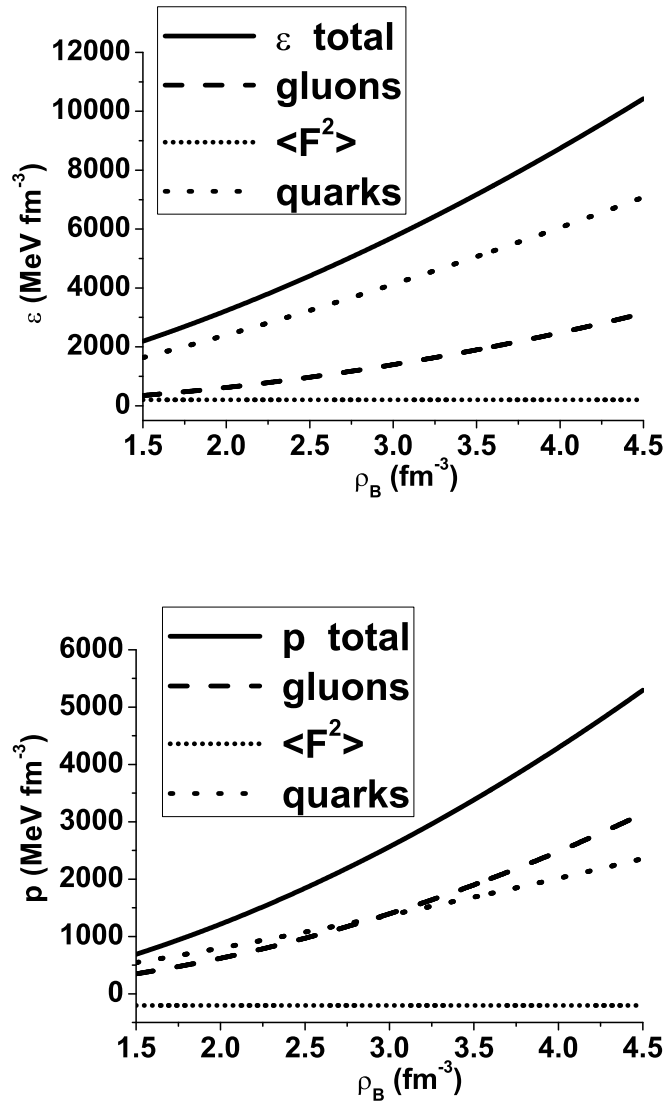 ε total
gluons
<F²>
quarks
12000
10000
8000
6000
4000
2000
0
ε (MeV fm⁻³)
1.5 2.0 2.5 3.0 3.5 4.0 4.5
ρB (fm⁻³)
p total
gluons
<F²>
quarks
6000
5000
4000
3000
2000
1000
0
p (MeV fm⁻³)
1.5 2.0 2.5 3.0 3.5 4.0 4.5
ρB (fm⁻³)